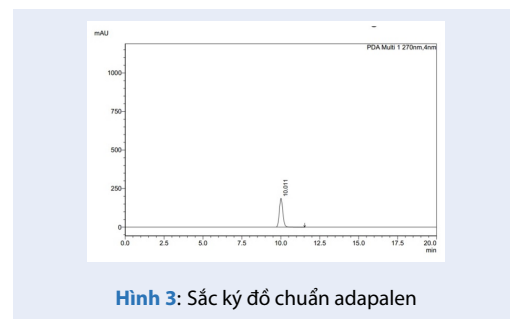 mAU
PDA Multi 1 270nm,4nm
1000
750
500
250
0
10.011
0.0 2.5 5.0 7.5 10.0 12.5 15.0 17.5 20.0
min
Hình 3: Sắc ký đồ chuẩn adapalen